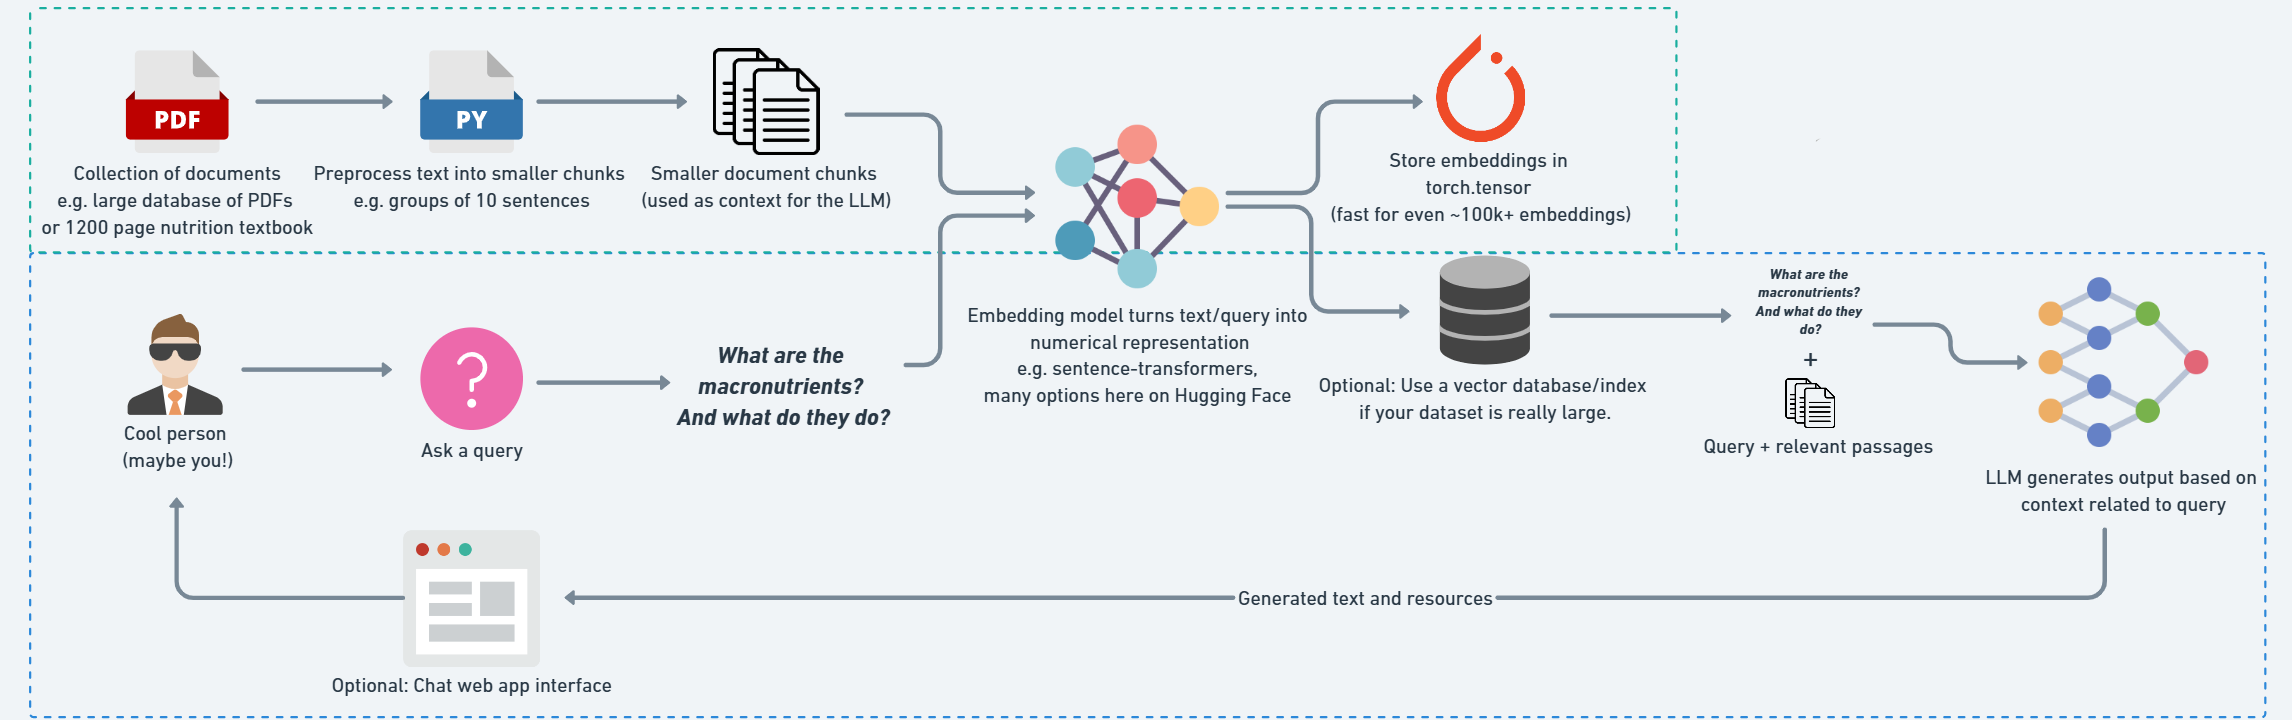 PDF
Collection of documents
e.g. large database of PDFs
or 1200 page nutrition textbook
PY
Preprocess text into smaller chunks
e.g. groups of 10 sentences
Smaller document chunks
(used as context for the LLM)
Embedding model turns text/query into
numerical representation
e.g. sentence-transformers,
many options here on Hugging Face
Store embeddings in
torch.tensor
(fast for even ~100k+ embeddings)
Cool person
(maybe you!)
?
Ask a query
What are the
macronutrients?
And what do they do?
Optional: Use a vector database/index
if your dataset is really large.
What are the
macronutrients?
And what do they
do?
+
Query + relevant passages
LLM generates output based on
context related to query
Generated text and resources
Optional: Chat web app interface